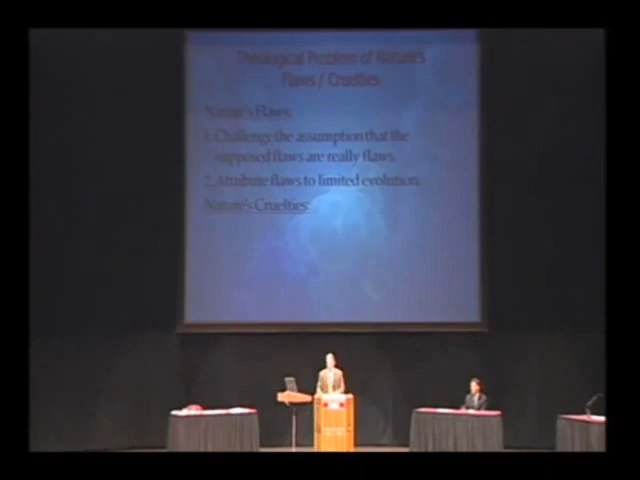 Theological Problem of Nature's
Flaws / Cruelties
Nature's Flaws:
1. Challenge the assumption that the
supposed flaws are really flaws.
2. Attribute flaws to limited evolution.
Nature's Cruelties: